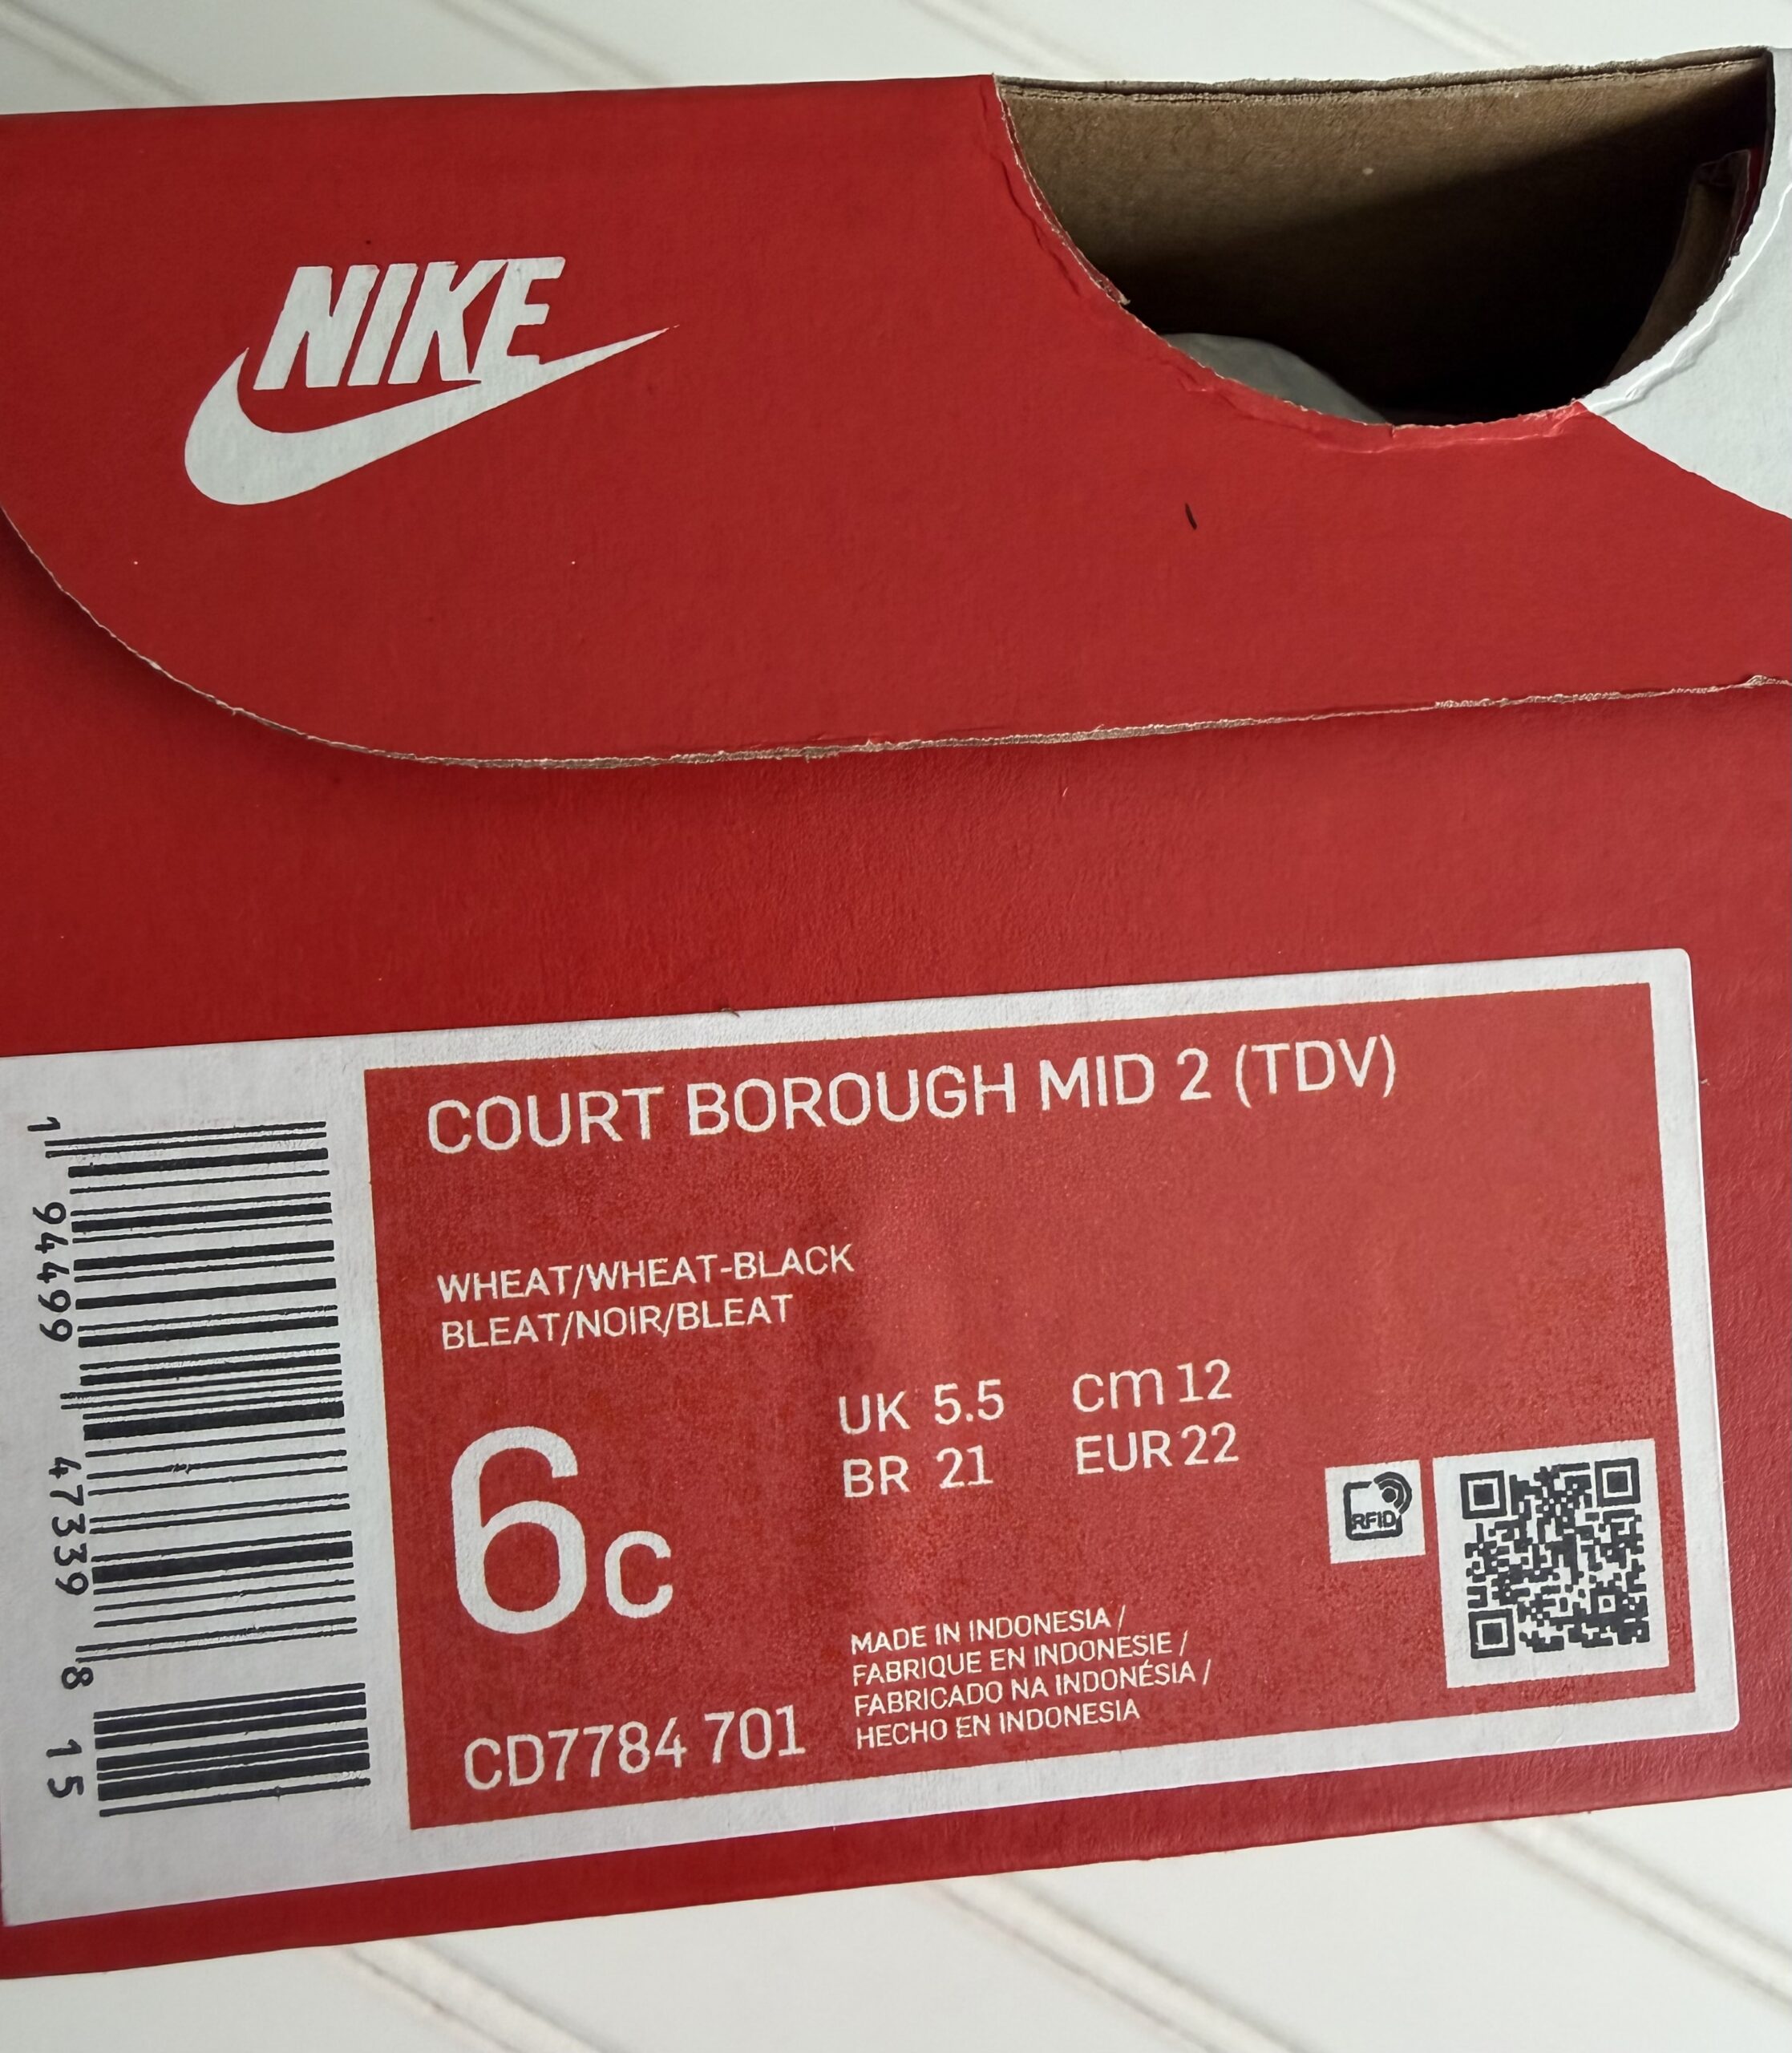 NIKE
COURT BOROUGH MID 2 (TDV)
WHEAT/WHEAT-BLACK
BLEAT/NOIR/BLEAT
6c
UK 5.5 cm 12
BR 21 EUR 22
RFID
MADE IN INDONESIA /
FABRIQUE EN INDONESIE /
FABRICADO NA INDONÉSIA /
HECHO EN INDONESIA
CD7784 701
1 94499 47339 8 15